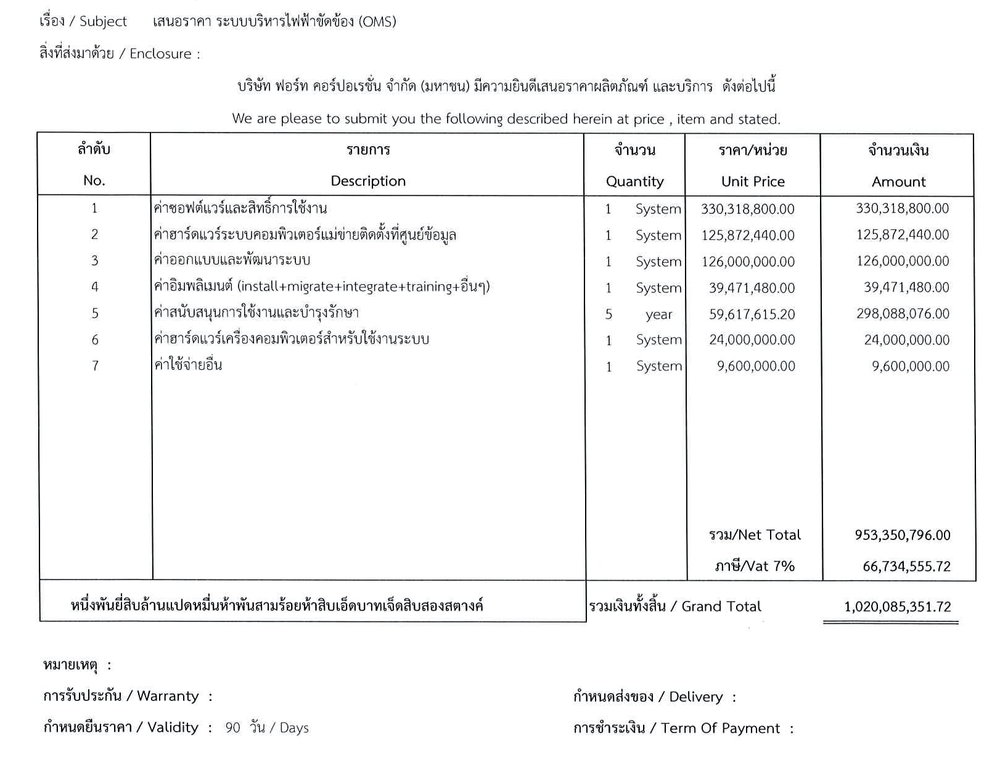 เรื่อง / Subject เสนอราคา ระบบบริหารไฟฟ้าขัดข้อง (OMS)
สิ่งที่ส่งมาด้วย / Enclosure :
บริษัท ฟอร์ท คอร์ปอเรชั่น จำกัด (มหาชน) มีความยินดีเสนอราคาผลิตภัณฑ์ และบริการ ดังต่อไปนี้
We are please to submit you the following described herein at price , item and stated.
ลำดับ รายการ จำนวน ราคา/หน่วย จำนวนเงิน
No. Description Quantity Unit Price Amount
1 ค่าซอฟต์แวร์และสิทธิ์การใช้งาน 1 System 330,318,800.00 330,318,800.00
2 ค่าฮาร์ดแวร์ระบบคอมพิวเตอร์แม่ข่ายติดตั้งที่ศูนย์ข้อมูล 1 System 125,872,440.00 125,872,440.00
3 ค่าออกแบบและพัฒนาระบบ 1 System 126,000,000.00 126,000,000.00
4 ค่าอิมพลิเมนต์ (install+migrate+integrate+training+อื่นๆ) 1 System 39,471,480.00 39,471,480.00
5 ค่าสนับสนุนการใช้งานและบำรุงรักษา 5 year 59,617,615.20 298,088,076.00
6 ค่าฮาร์ดแวร์เครื่องคอมพิวเตอร์สำหรับใช้งานระบบ 1 System 24,000,000.00 24,000,000.00
7 ค่าใช้จ่ายอื่น 1 System 9,600,000.00 9,600,000.00
รวม/Net Total 953,350,796.00
ภาษี/Vat 7% 66,734,555.72
หนึ่งพันยี่สิบล้านแปดหมื่นห้าพันสามร้อยห้าสิบเอ็ดบาทเจ็ดสิบสองสตางค์ รวมเงินทั้งสิ้น / Grand Total 1,020,085,351.72
หมายเหตุ :
การรับประกัน / Warranty : กำหนดส่งของ / Delivery :
กำหนดยืนราคา / Validity : 90 วัน / Days การชำระเงิน / Term Of Payment :